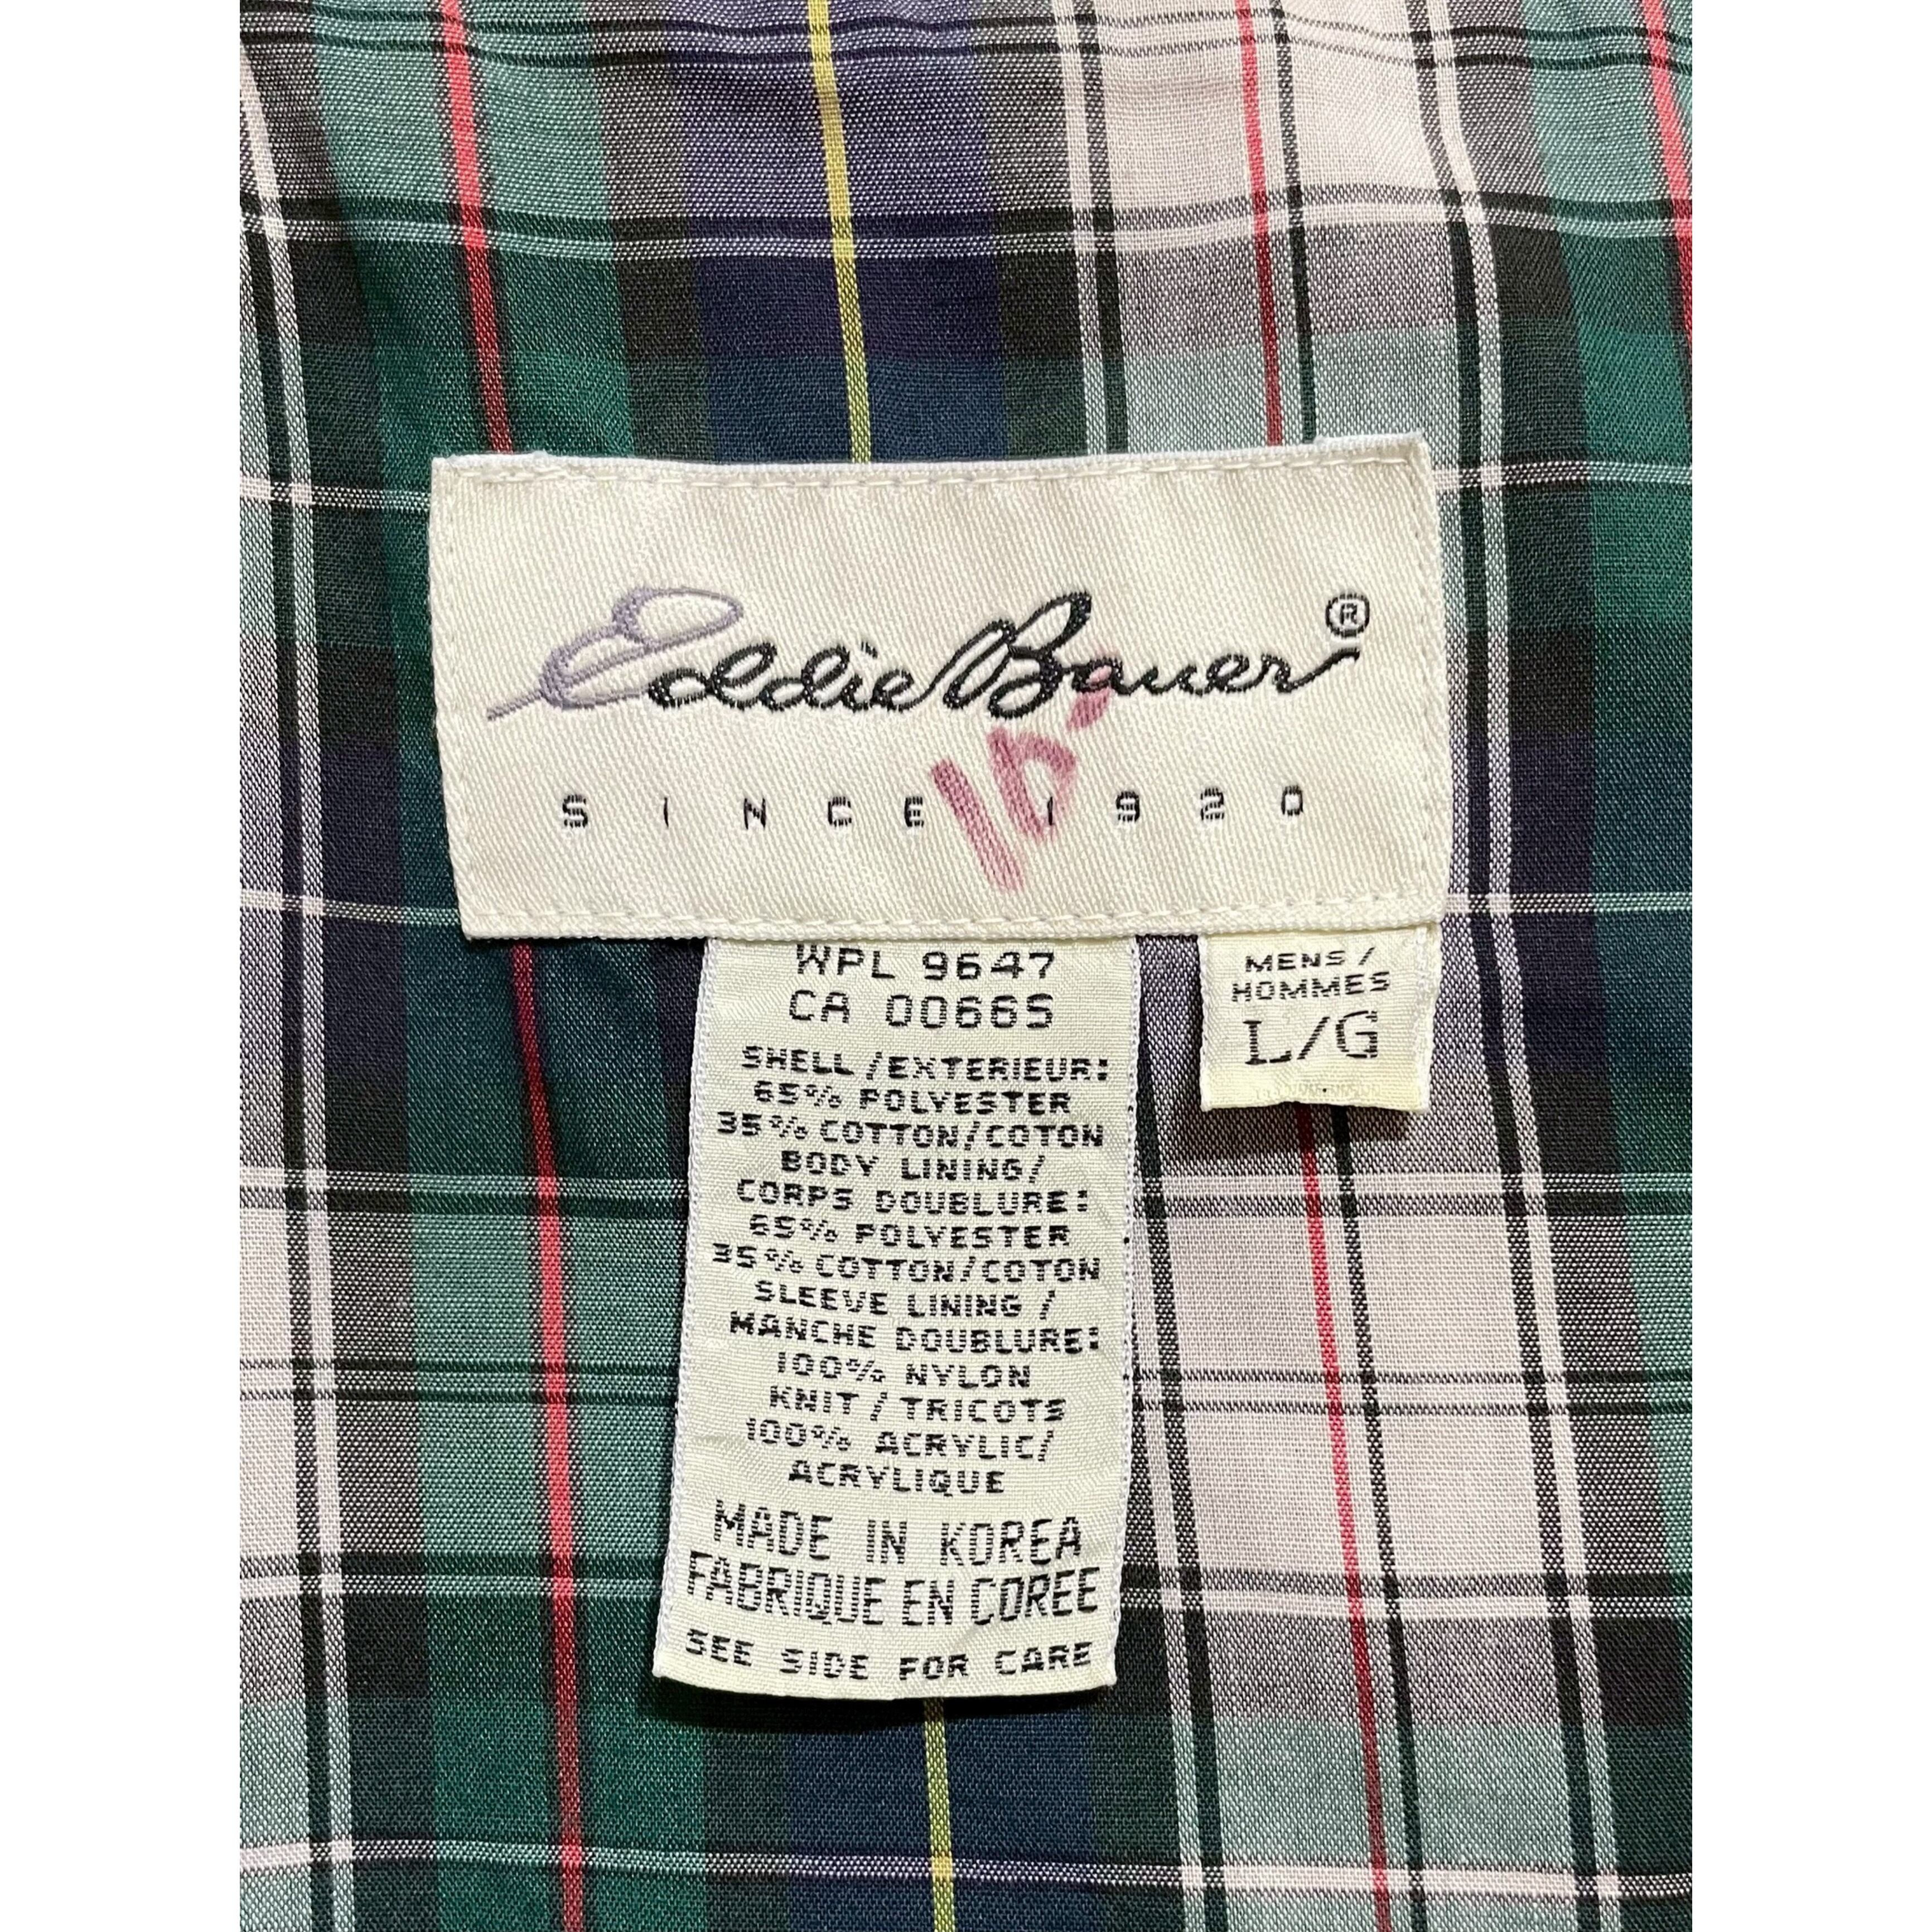 Eddie Bauer®
SINCE 1920
10'
WPL 9647
CA 00665
SHELL/EXTERIEUR:
65% POLYESTER
35% COTTON/COTON
BODY LINING/
CORPS DOUBLURE:
65% POLYESTER
35% COTTON/COTON
SLEEVE LINING/
MANCHE DOUBLURE:
100% NYLON
KNIT/TRICOTS
100% ACRYLIC/
ACRYLIQUE
MADE IN KOREA
FABRIQUE EN COREE
SEE SIDE FOR CARE
MENS/
HOMMES
L/G